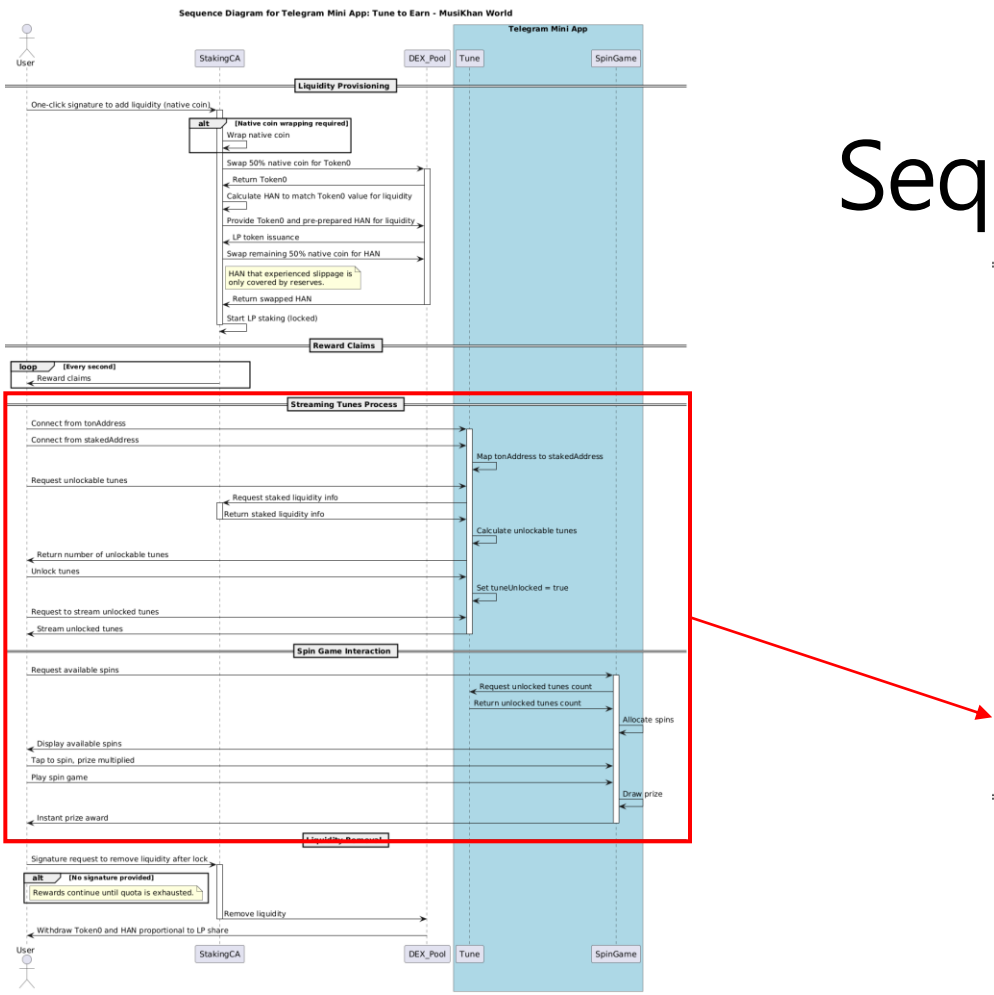 Sequence Diagram for Telegram Mini App: Tune to Earn - MusiKhan World
Telegram Mini App
User
StakingCA
DEX_Pool
Tune
SpinGame
Liquidity Provisioning
One-click signature to add liquidity (native coin)
alt [Native coin wrapping required]
Wrap native coin
Swap 50% native coin for Token0
Return Token0
Calculate HAN to match Token0 value for liquidity
Provide Token0 and pre-prepared HAN for liquidity
LP token issuance
Swap remaining 50% native coin for HAN
HAN that experienced slippage is
only covered by reserves.
Return swapped HAN
Start LP staking (locked)
Reward Claims
loop [Every second]
Reward claims
Streaming Tunes Process
Connect from tonAddress
Connect from stakedAddress
Map tonAddress to stakedAddress
Request unlockable tunes
Request staked liquidity info
Return staked liquidity info
Calculate unlockable tunes
Return number of unlockable tunes
Unlock tunes
Set tuneUnlocked = true
Request to stream unlocked tunes
Stream unlocked tunes
Spin Game Interaction
Request available spins
Request unlocked tunes count
Return unlocked tunes count
Allocate spins
Display available spins
Tap to spin, prize multiplied
Play spin game
Draw prize
Instant prize award
Liquidity Removal
Signature request to remove liquidity after lock
alt [No signature provided]
Rewards continue until quota is exhausted.
Remove liquidity
Withdraw Token0 and HAN proportional to LP share
User
StakingCA
DEX_Pool
Tune
SpinGame
Seq